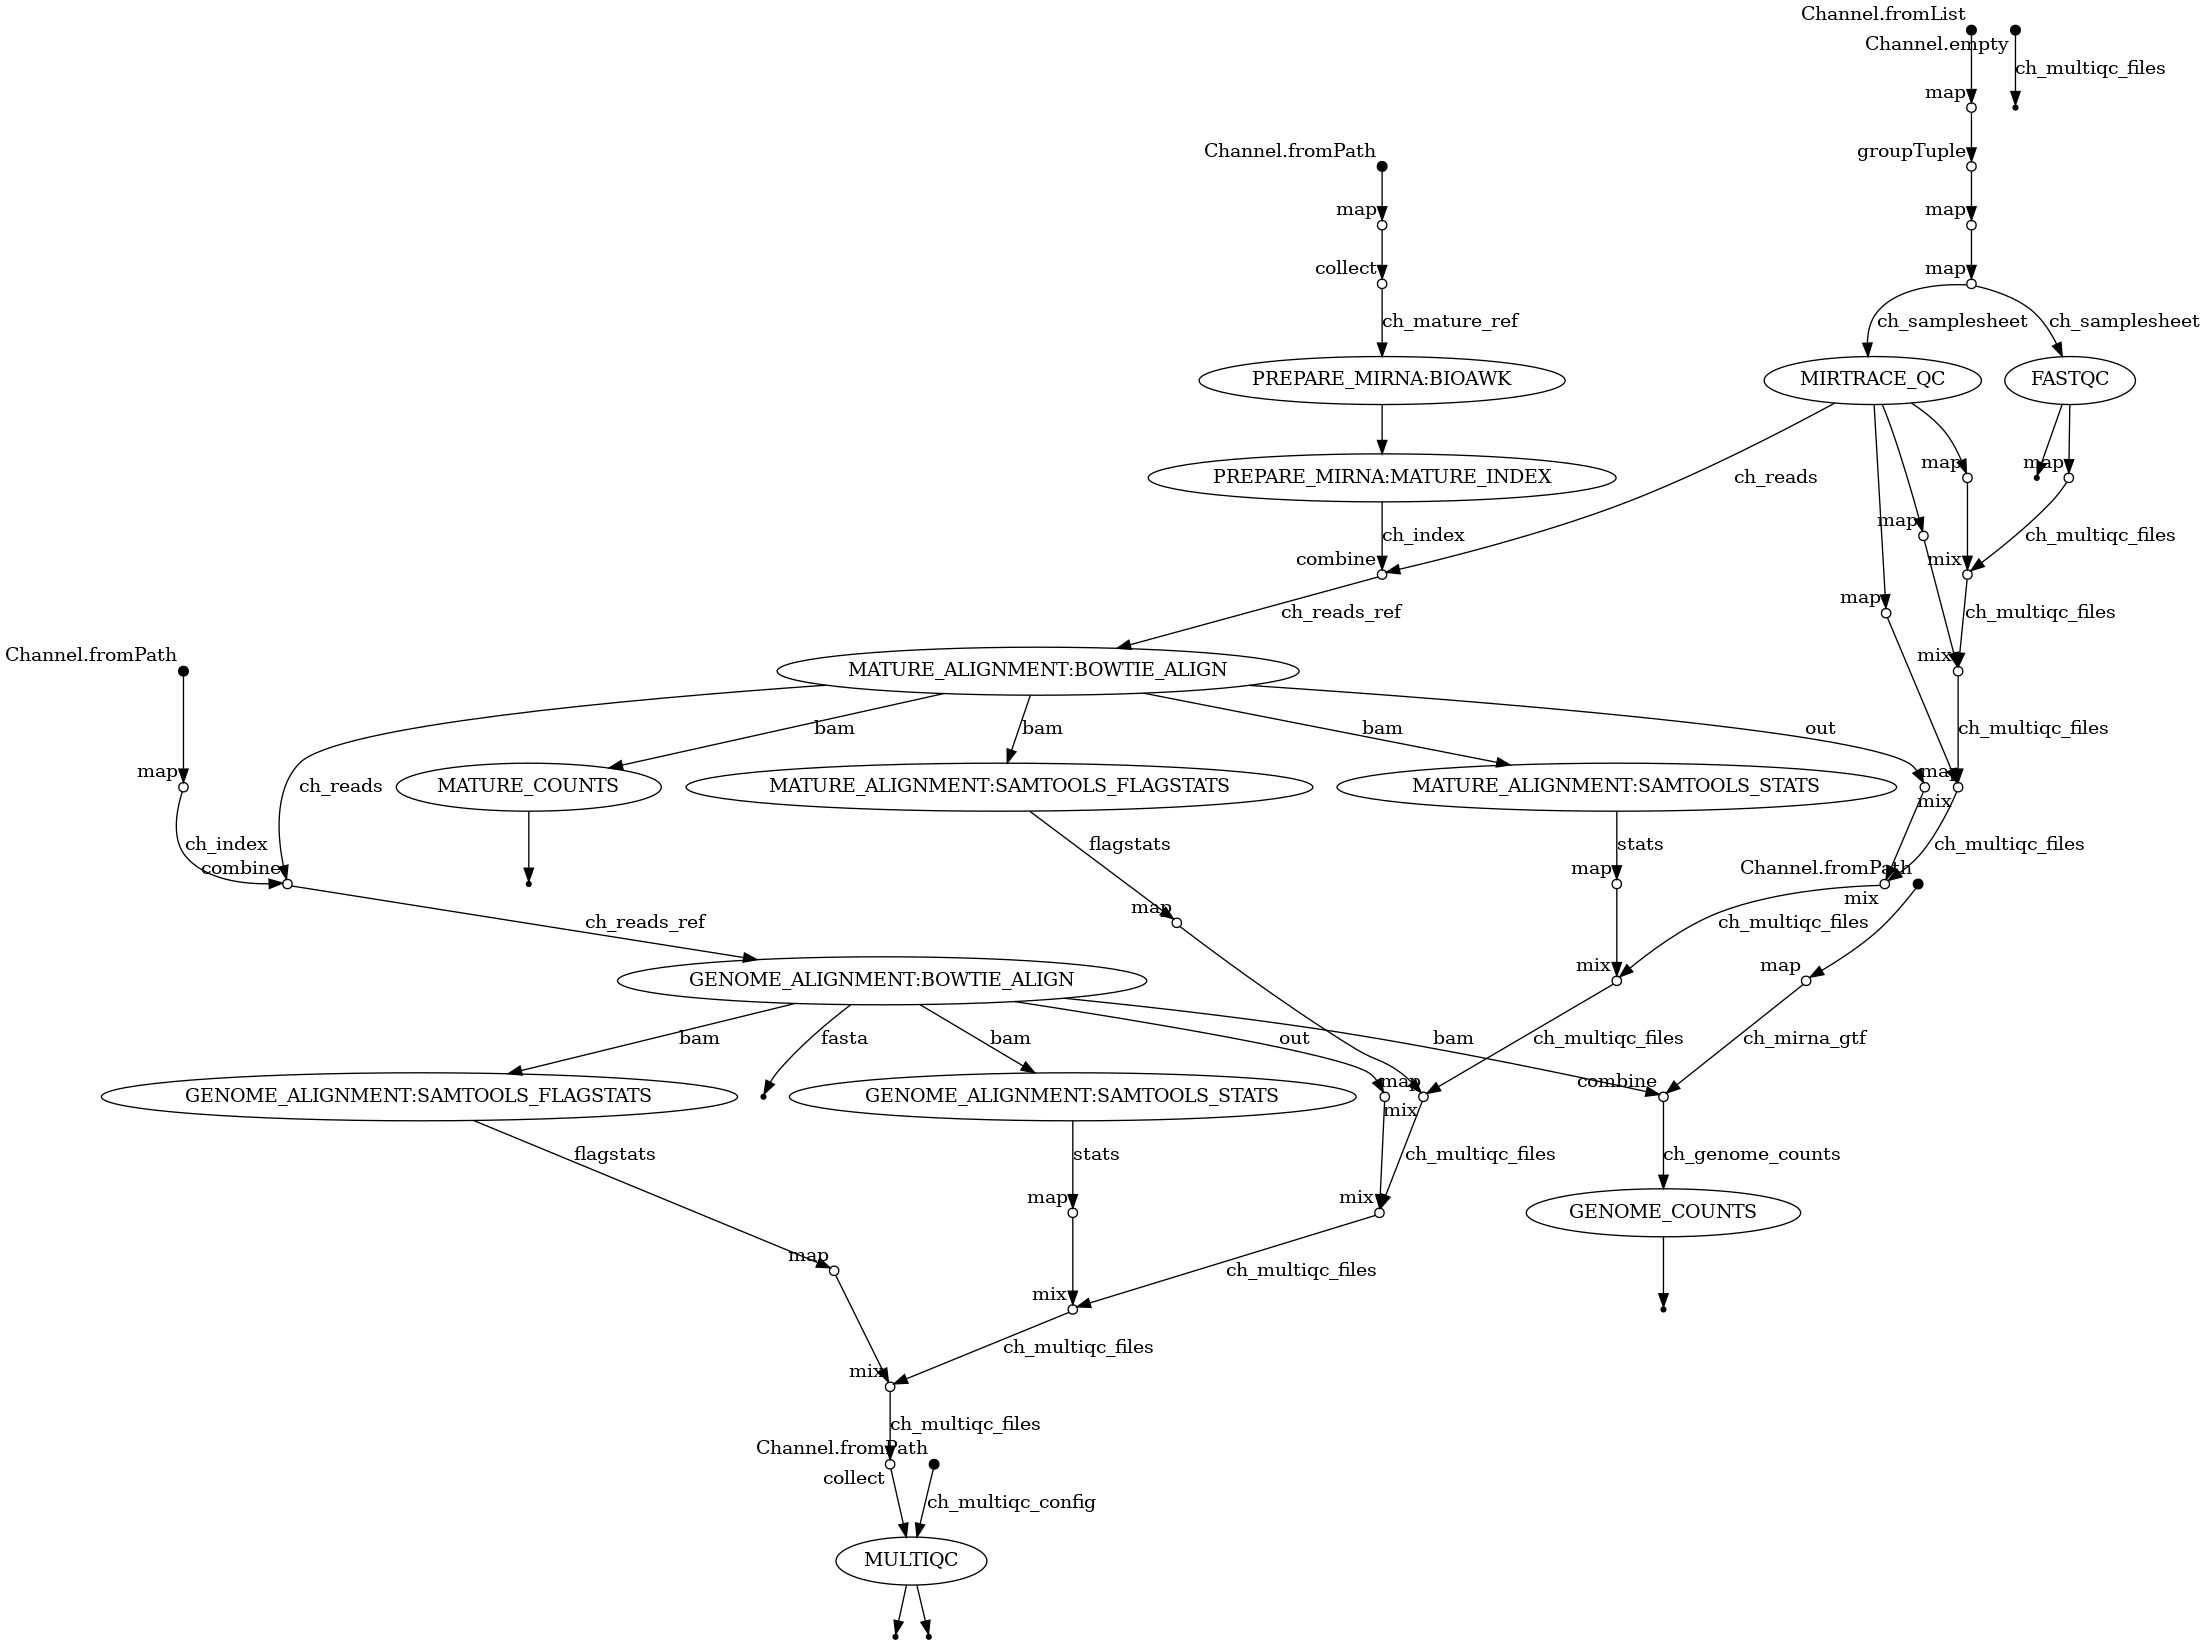 Channel.fromList
Channel.empty
ch_multiqc_files
map
Channel.fromPath
groupTuple
map
map
collect
map
ch_mature_ref
ch_samplesheet
ch_samplesheet
PREPARE_MIRNA:BIOAWK
MIRTRACE_QC
FASTQC
PREPARE_MIRNA:MATURE_INDEX
ch_reads
map
map
ch_index
map
ch_multiqc_files
combine
mix
map
ch_reads_ref
ch_multiqc_files
Channel.fromPath
MATURE_ALIGNMENT:BOWTIE_ALIGN
mix
bam
bam
bam
out
ch_multiqc_files
map
ch_reads
MATURE_COUNTS
MATURE_ALIGNMENT:SAMTOOLS_FLAGSTATS
MATURE_ALIGNMENT:SAMTOOLS_STATS
map
mix
ch_index
flagstats
stats
ch_multiqc_files
combine
map
Channel.fromPath
mix
map
ch_reads_ref
ch_multiqc_files
mix
map
GENOME_ALIGNMENT:BOWTIE_ALIGN
bam
fasta
bam
out
bam
ch_multiqc_files
ch_mirna_gtf
map
combine
GENOME_ALIGNMENT:SAMTOOLS_FLAGSTATS
GENOME_ALIGNMENT:SAMTOOLS_STATS
mix
flagstats
stats
ch_multiqc_files
ch_genome_counts
map
mix
GENOME_COUNTS
map
ch_multiqc_files
mix
ch_multiqc_files
mix
ch_multiqc_files
Channel.fromPath
collect
ch_multiqc_config
MULTIQC